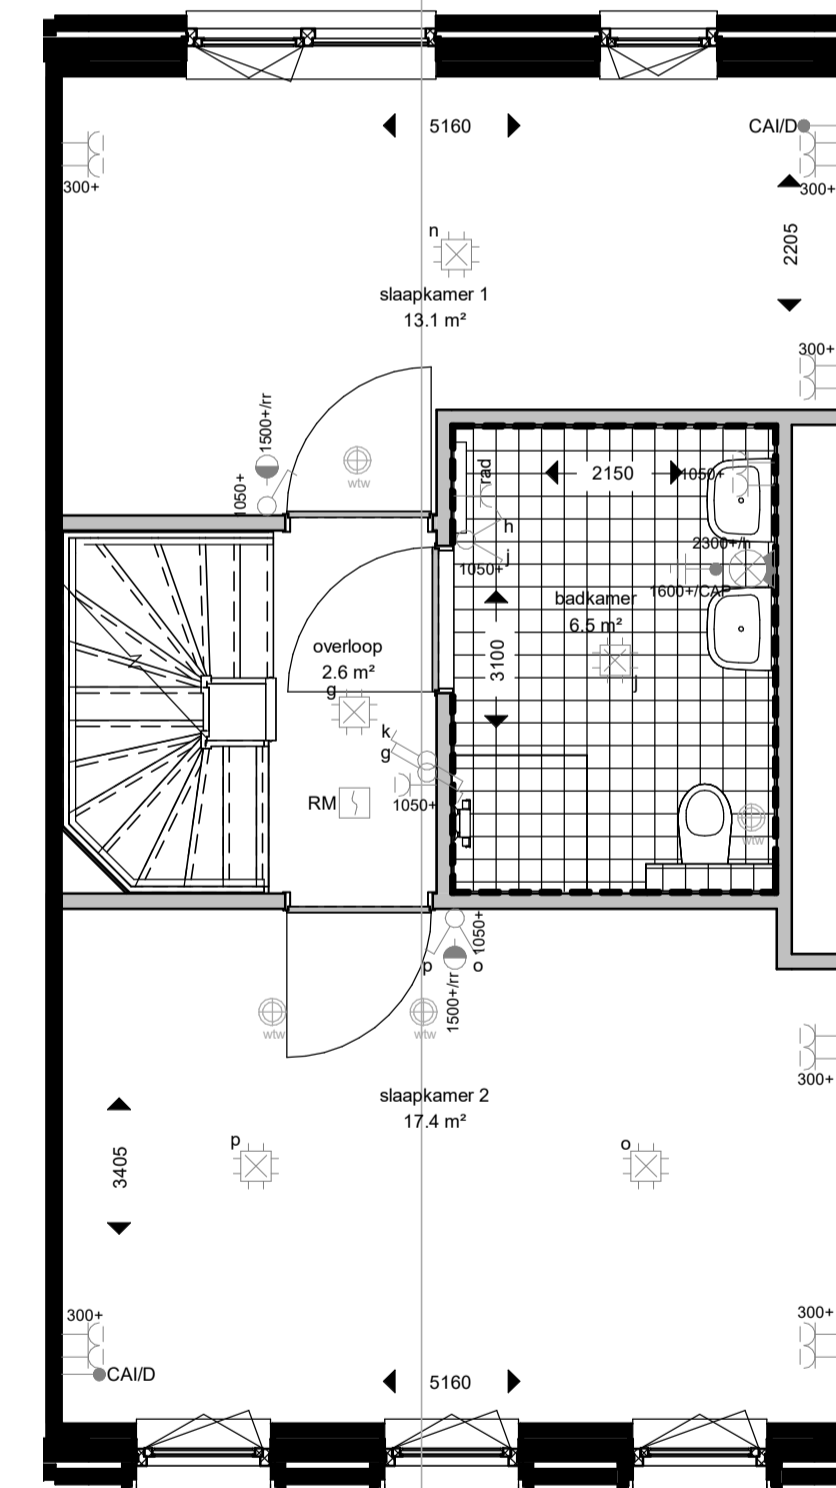 5160
CAI/D
300+
300+
2205
n
slaapkamer 1
13.1 m²
300+
1500+/rr
1050+
wtw
rad
2150
1050+
h
j
1050+
2300+/h
1600+/CAP
badkamer
6.5 m²
3100
j
overloop
2.6 m²
g
k
g
RM
1050+
wtw
1050+
p
o
1500+/rr
wtw
wtw
300+
slaapkamer 2
17.4 m²
p
o
3405
300+
300+
CAI/D
5160